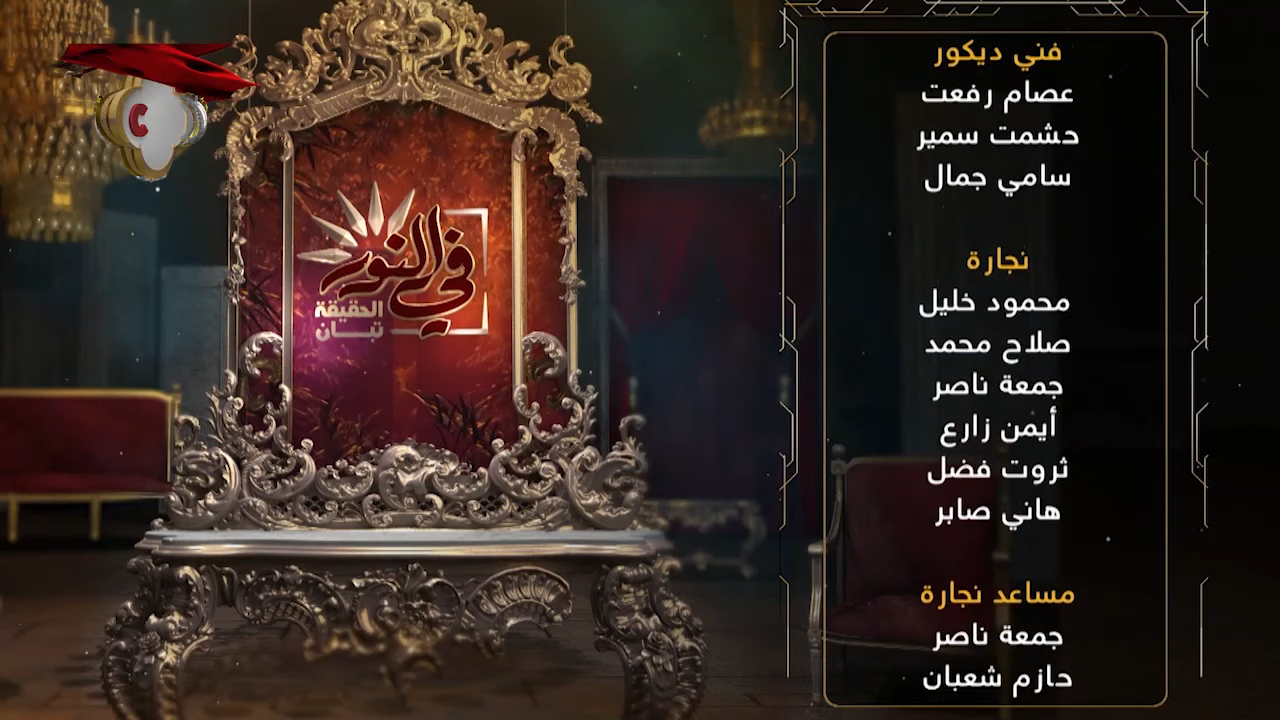 C
في النور
الحقيقة
تبان
فني ديكور
عصام رفعت
حشمت سمير
سامي جمال
نجارة
محمود خليل
صلاح محمد
جمعة ناصر
أيمن زارع
ثروت فضل
هاني صابر
مساعد نجارة
جمعة ناصر
حازم شعبان